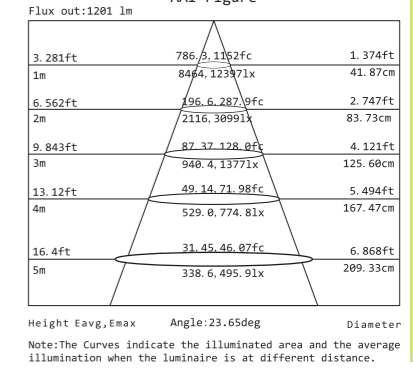 Flux out:1201 lm
3.281ft 786.3,1152fc 1.374ft
1m 8464,12397lx 41.87cm
6.562ft 196.6,287.9fc 2.747ft
2m 2116,3099lx 83.73cm
9.843ft 87.37,128.0fc 4.121ft
3m 940.4,1377lx 125.60cm
13.12ft 49.14,71.98fc 5.494ft
4m 529.0,774.8lx 167.47cm
16.4ft 31.45,46.07fc 6.868ft
5m 338.6,495.9lx 209.33cm
Height Eavg,Emax Angle:23.65deg Diameter
Note:The Curves indicate the illuminated area and the average
illumination when the luminaire is at different distance.